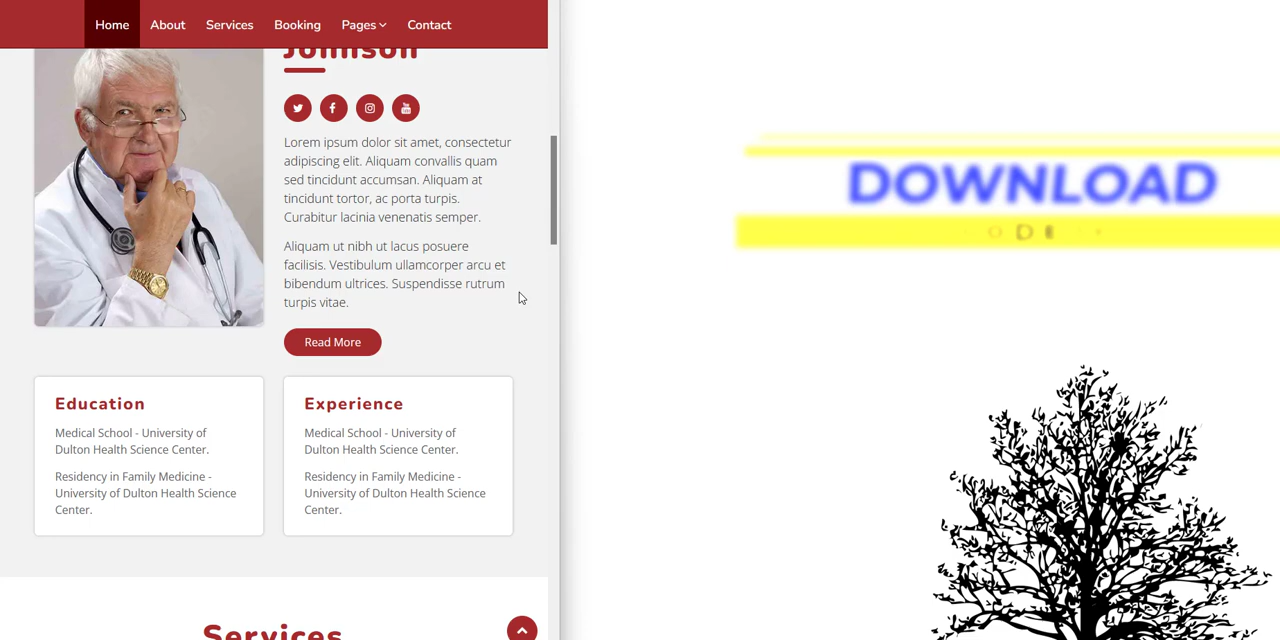 Home About Services Booking Pages Contact
Johnson
Lorem ipsum dolor sit amet, consectetur
adipiscing elit. Aliquam convallis quam
sed tincidunt accumsan. Aliquam at
tincidunt tortor, ac porta turpis.
Curabitur lacinia venenatis semper.
Aliquam ut nibh ut lacus posuere
facilisis. Vestibulum ullamcorper arcu et
bibendum ultrices. Suspendisse rutrum
turpis vitae.
Read More
Education
Medical School - University of
Dulton Health Science Center.
Residency in Family Medicine -
University of Dulton Health Science
Center.
Experience
Medical School - University of
Dulton Health Science Center.
Residency in Family Medicine -
University of Dulton Health Science
Center.
Services
DOWNLOAD